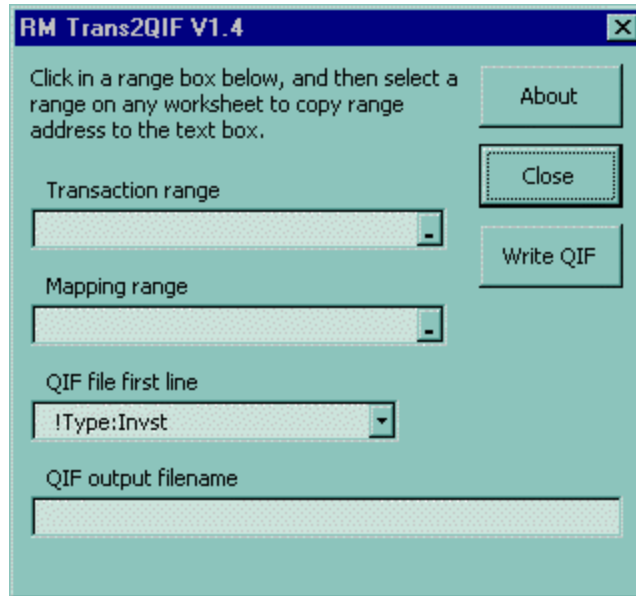 RM Trans2QIF V1.4
Click in a range box below, and then select a
range on any worksheet to copy range
address to the text box.
About
Close
Write QIF
Transaction range
Mapping range
QIF file first line
!Type:Invst
QIF output filename